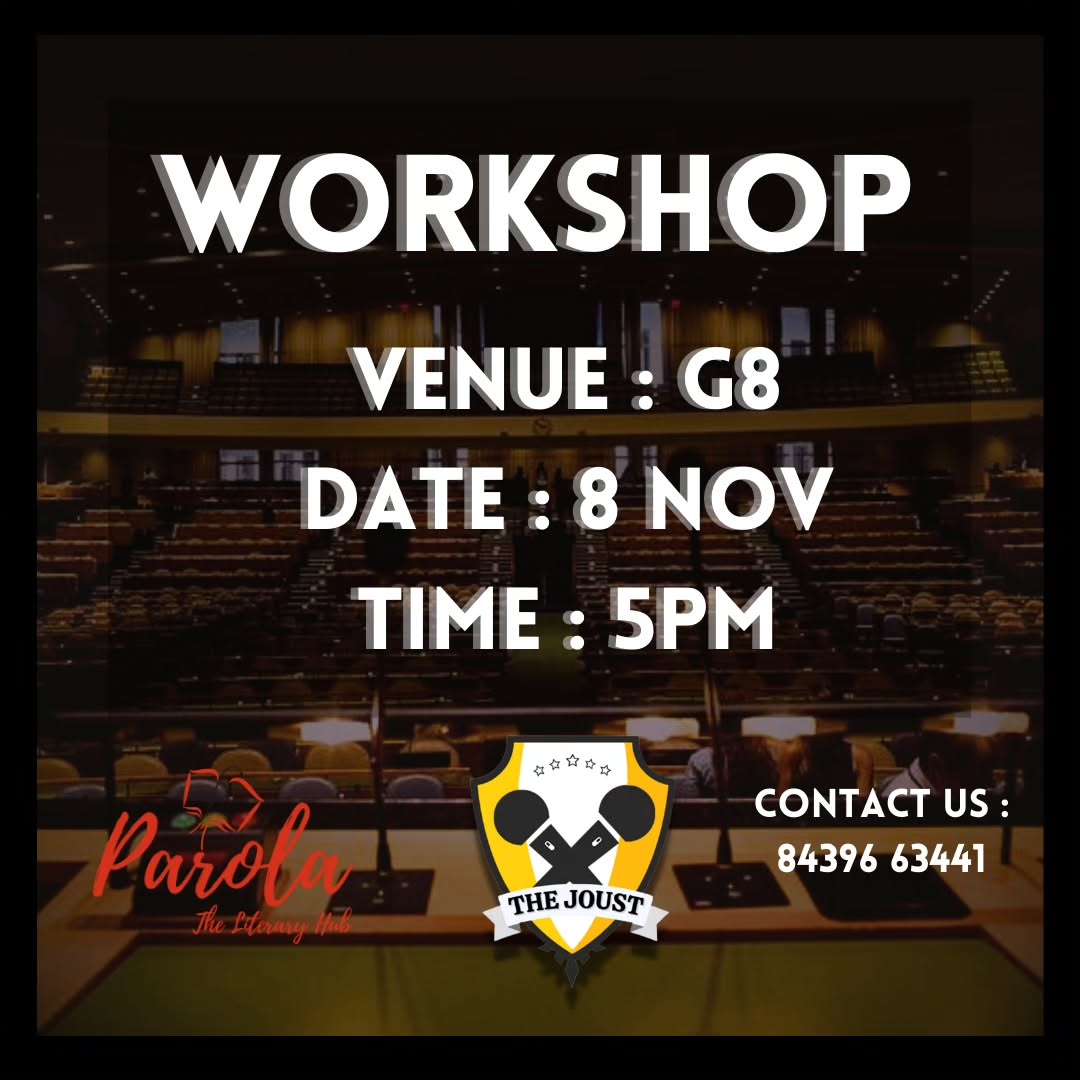 WORKSHOP
VENUE : G8
DATE : 8 NOV
TIME : 5PM
Parola
The Literary Hub
THE JOUST
CONTACT US :
84396 63441